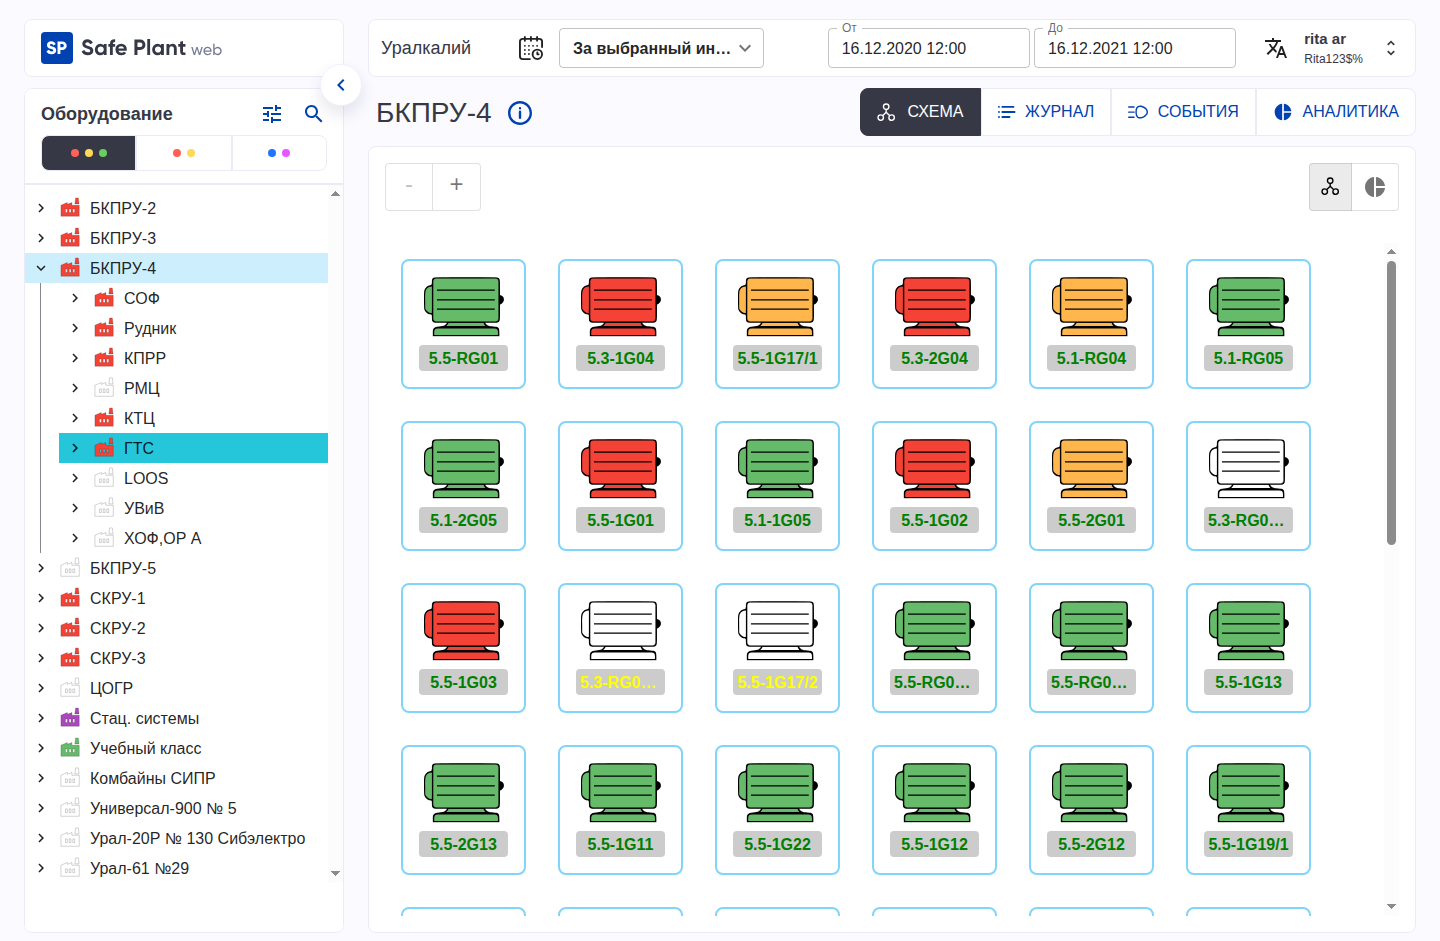 SP Safe Plant web
Уралкалий
За выбранный ин...
От
16.12.2020 12:00
До
16.12.2021 12:00
rita ar
Rita123$%
Оборудование
БКПРУ-2
БКПРУ-3
БКПРУ-4
СОФ
Рудник
КПРР
РМЦ
КТЦ
ГТС
LOOS
УВиВ
ХОФ,ОР А
БКПРУ-5
СКРУ-1
СКРУ-2
СКРУ-3
ЦОГР
Стац. системы
Учебный класс
Комбайны СИПР
Универсал-900 № 5
Урал-20Р № 130 Сибэлектро
Урал-61 №29
БКПРУ-4
СХЕМА ЖУРНАЛ СОБЫТИЯ АНАЛИТИКА
- +
5.5-RG01 5.3-1G04 5.5-1G17/1 5.3-2G04 5.1-RG04 5.1-RG05
5.1-2G05 5.5-1G01 5.1-1G05 5.5-1G02 5.5-2G01 5.3-RG0...
5.5-1G03 5.3-RG0... 5.5-1G17/2 5.5-RG0... 5.5-RG0... 5.5-1G13
5.5-2G13 5.5-1G11 5.5-1G22 5.5-1G12 5.5-2G12 5.5-1G19/1